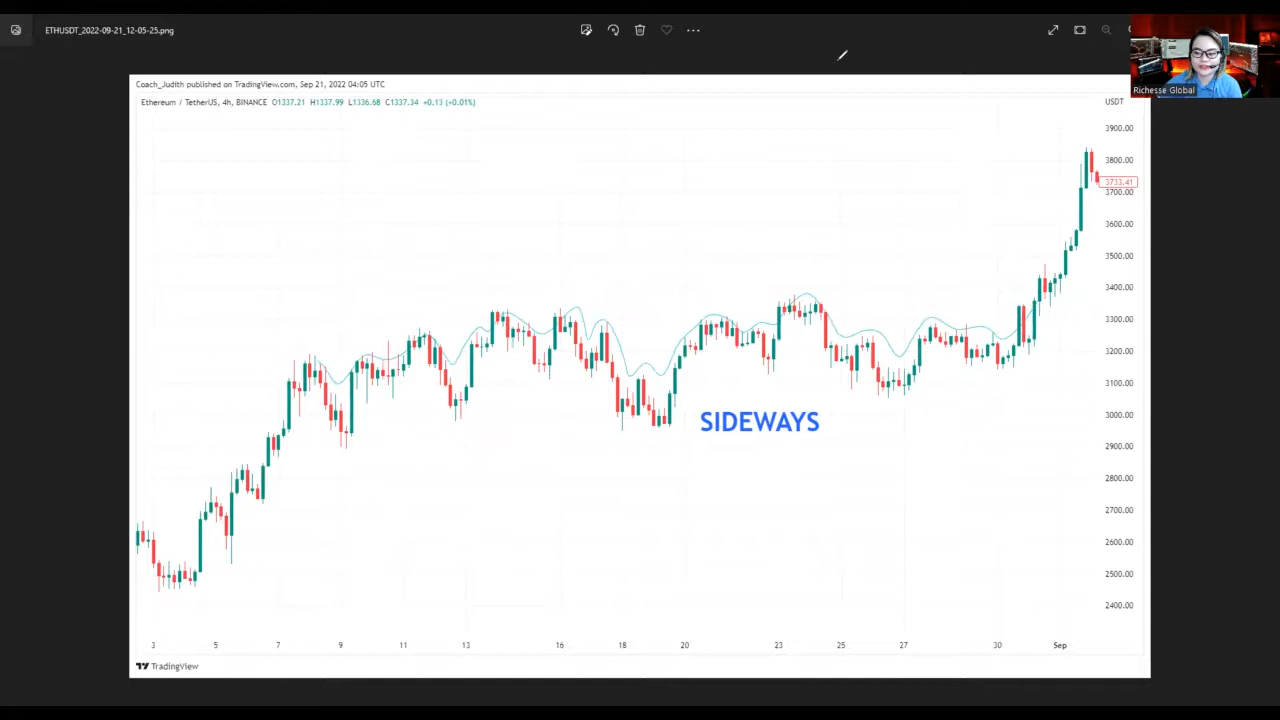 ETHUSDT_2022-09-21_12-05-25.png
Richesse Global
Coach_Judith published on TradingView.com, Sep 21, 2022 04:05 UTC
Ethereum / TetherUS, 4h, BINANCE O1337.21 H1337.99 L1336.68 C1337.34 +0.13 (+0.01%)
USDT
3900.00
3800.00
3733.41
3700.00
3600.00
3500.00
3400.00
3300.00
3200.00
3100.00
3000.00
SIDEWAYS
2900.00
2800.00
2700.00
2600.00
2500.00
2400.00
3 5 7 9 11 13 16 18 20 23 25 27 30 Sep
TradingView